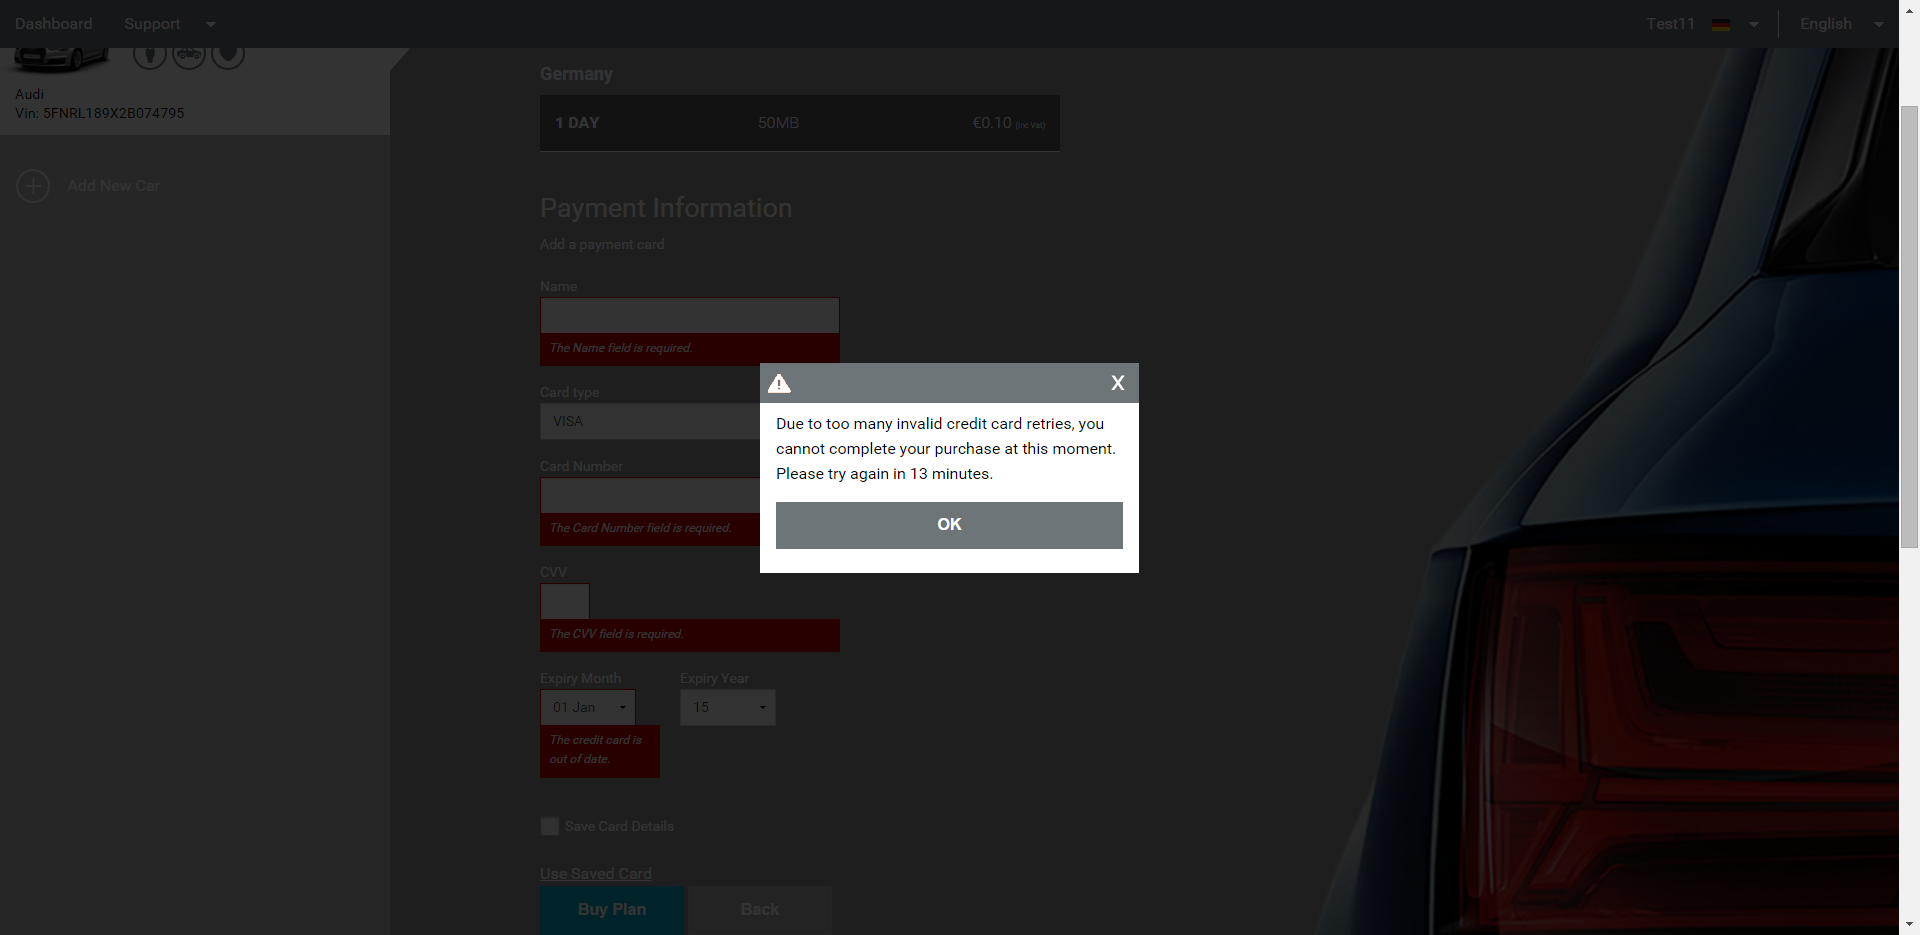 Dashboard
Support
Test11
English
Audi
Vin: 5FNRL189X2B074795
Add New Car
Germany
1 DAY 50MB €0.10 (Inc Vat)
Payment Information
Add a payment card
Name
The Name field is required.
Card type
VISA
Card Number
The Card Number field is required.
CVV
The CVV field is required.
Expiry Month Expiry Year
01 Jan 15
The credit card is
out of date.
Save Card Details
Use Saved Card
Buy Plan Back
X
Due to too many invalid credit card retries, you
cannot complete your purchase at this moment.
Please try again in 13 minutes.
OK